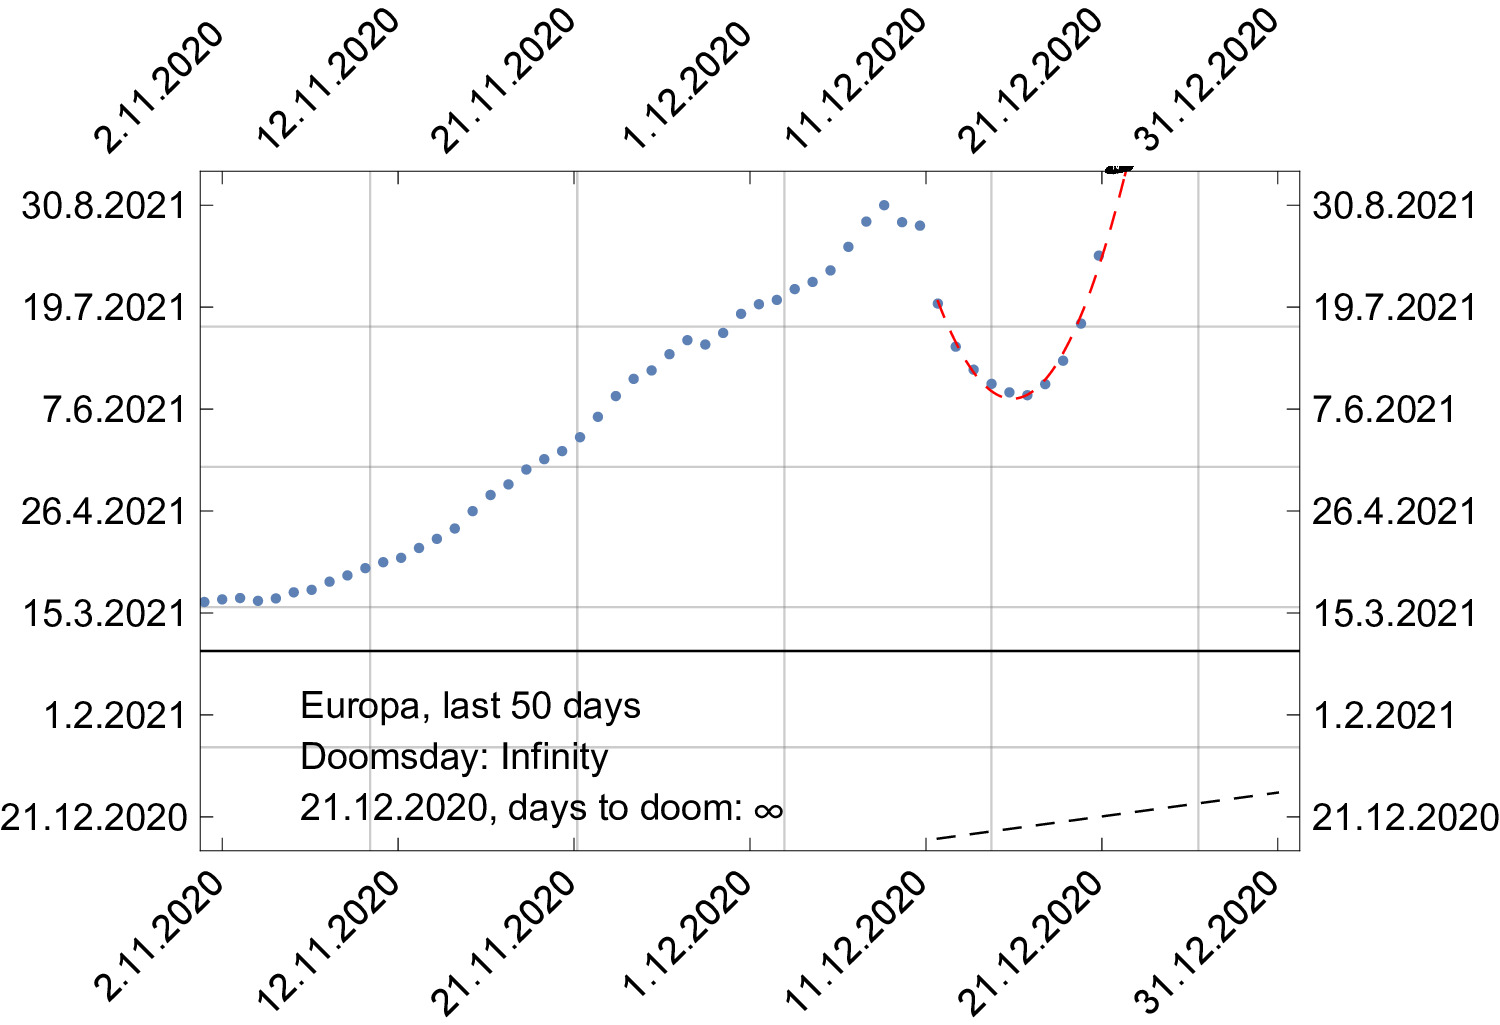 2.11.2020 12.11.2020 21.11.2020 1.12.2020 11.12.2020 21.12.2020 31.12.2020
30.8.2021 30.8.2021
19.7.2021 19.7.2021
7.6.2021 7.6.2021
26.4.2021 26.4.2021
15.3.2021 15.3.2021
1.2.2021 1.2.2021
Europa, last 50 days
Doomsday: Infinity
21.12.2020, days to doom: ∞
21.12.2020 21.12.2020
2.11.2020 12.11.2020 21.11.2020 1.12.2020 11.12.2020 21.12.2020 31.12.2020